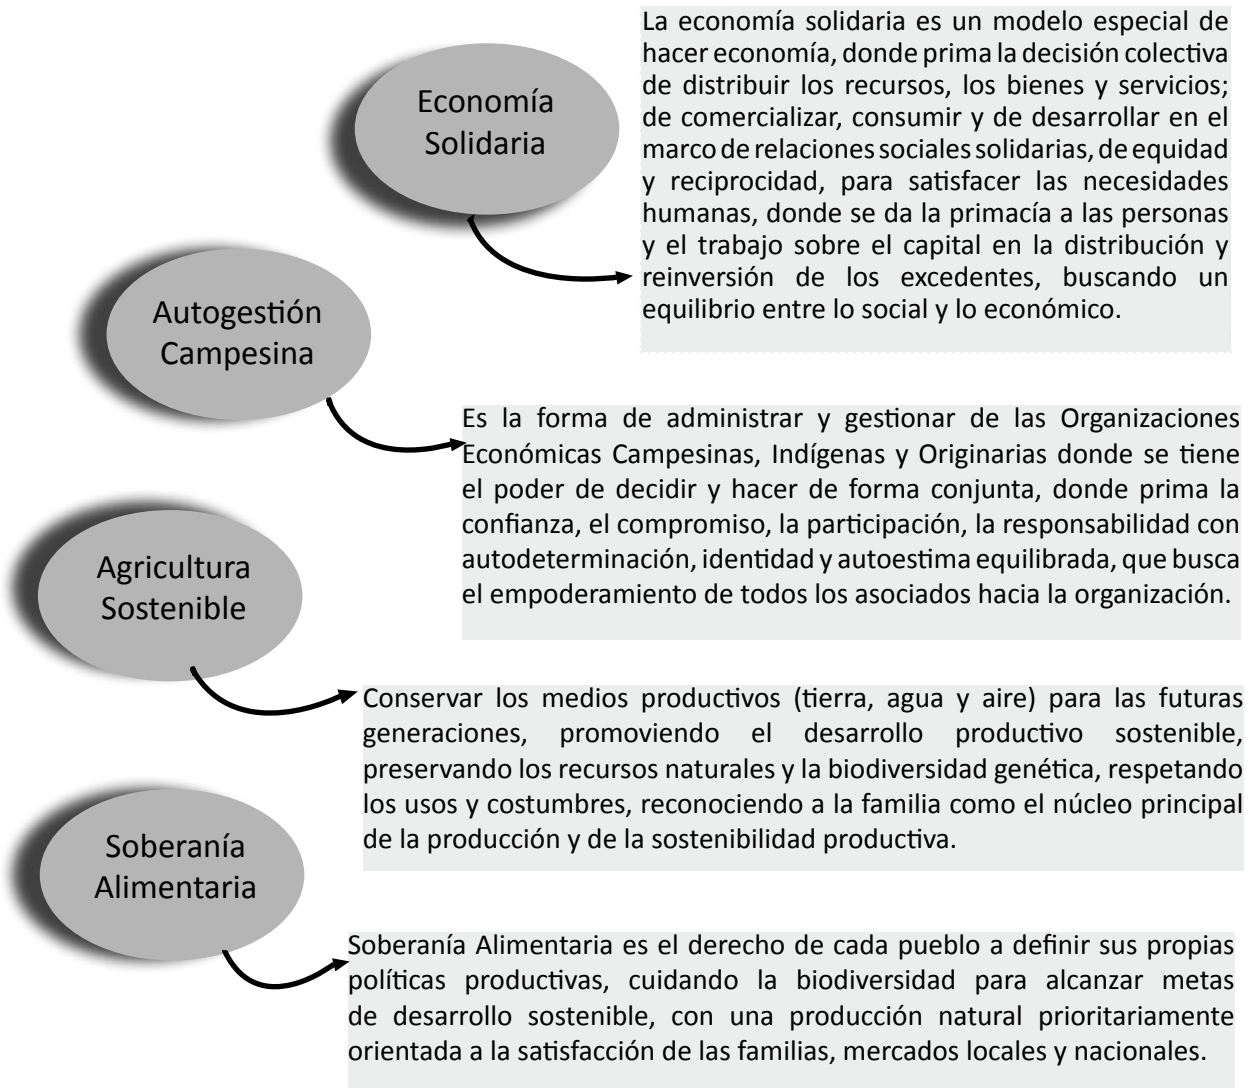 Economía
Solidaria
La economía solidaria es un modelo especial de
hacer economía, donde prima la decisión colectiva
de distribuir los recursos, los bienes y servicios;
de comercializar, consumir y de desarrollar en el
marco de relaciones sociales solidarias, de equidad
y reciprocidad, para satisfacer las necesidades
humanas, donde se da la primacía a las personas
y el trabajo sobre el capital en la distribución y
reinversión de los excedentes, buscando un
equilibrio entre lo social y lo económico.
Autogestión
Campesina
Es la forma de administrar y gestionar de las Organizaciones
Económicas Campesinas, Indígenas y Originarias donde se tiene
el poder de decidir y hacer de forma conjunta, donde prima la
confianza, el compromiso, la participación, la responsabilidad con
autodeterminación, identidad y autoestima equilibrada, que busca
el empoderamiento de todos los asociados hacia la organización.
Agricultura
Sostenible
Conservar los medios productivos (tierra, agua y aire) para las futuras
generaciones, promoviendo el desarrollo productivo sostenible,
preservando los recursos naturales y la biodiversidad genética, respetando
los usos y costumbres, reconociendo a la familia como el núcleo principal
de la producción y de la sostenibilidad productiva.
Soberanía
Alimentaria
Soberanía Alimentaria es el derecho de cada pueblo a definir sus propias
políticas productivas, cuidando la biodiversidad para alcanzar metas
de desarrollo sostenible, con una producción natural prioritariamente
orientada a la satisfacción de las familias, mercados locales y nacionales.